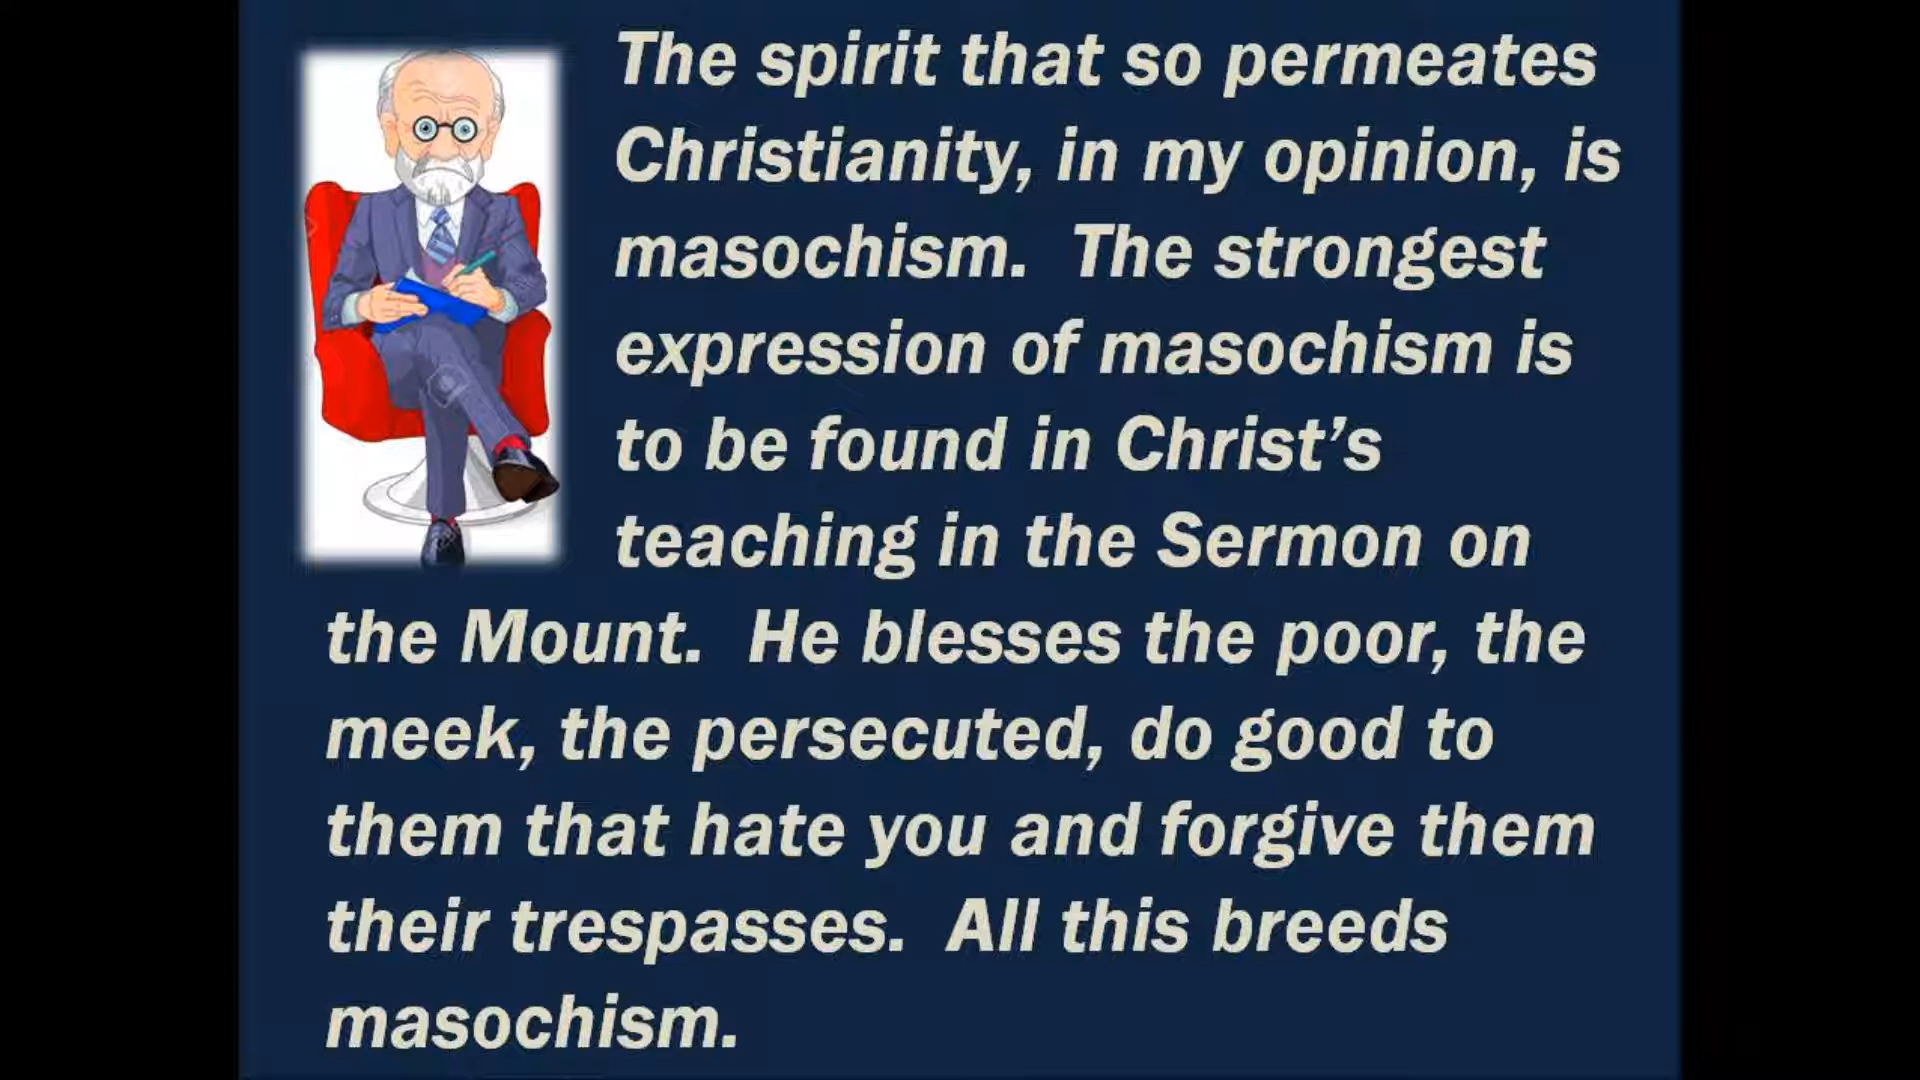 The spirit that so permeates
Christianity, in my opinion, is
masochism.  The strongest
expression of masochism is
to be found in Christ’s
teaching in the Sermon on
the Mount.  He blesses the poor, the
meek, the persecuted, do good to
them that hate you and forgive them
their trespasses.  All this breeds
masochism.